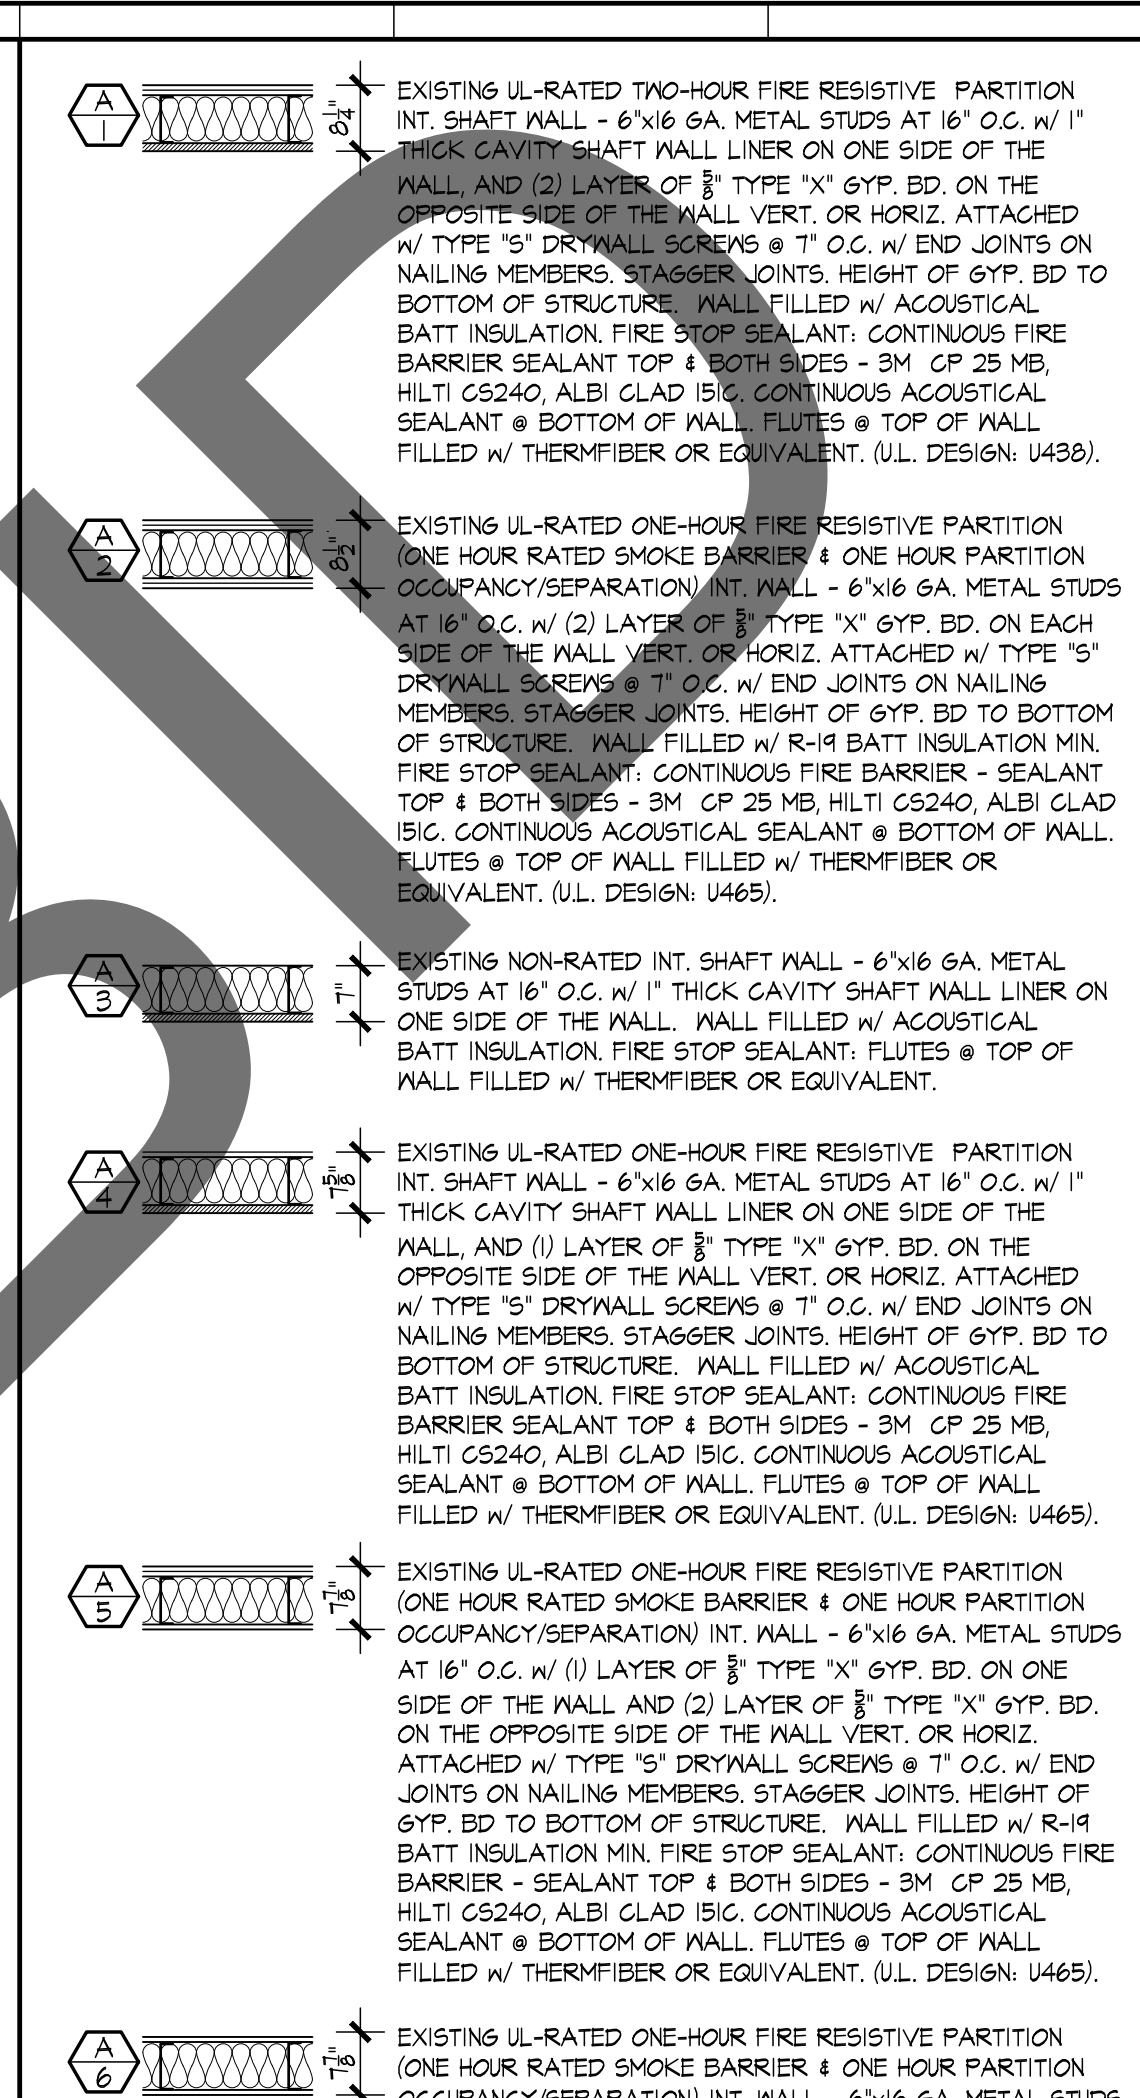 A
1
8 1/4"
EXISTING UL-RATED TWO-HOUR FIRE RESISTIVE PARTITION
INT. SHAFT WALL - 6"x16 GA. METAL STUDS AT 16" O.C. w/ 1"
THICK CAVITY SHAFT WALL LINER ON ONE SIDE OF THE
WALL, AND (2) LAYER OF 5/8" TYPE "X" GYP. BD. ON THE
OPPOSITE SIDE OF THE WALL VERT. OR HORIZ. ATTACHED
w/ TYPE "S" DRYWALL SCREWS @ 7" O.C. w/ END JOINTS ON
NAILING MEMBERS. STAGGER JOINTS. HEIGHT OF GYP. BD TO
BOTTOM OF STRUCTURE. WALL FILLED w/ ACOUSTICAL
BATT INSULATION. FIRE STOP SEALANT: CONTINUOUS FIRE
BARRIER SEALANT TOP & BOTH SIDES - 3M CP 25 MB,
HILTI CS240, ALBI CLAD 151C. CONTINUOUS ACOUSTICAL
SEALANT @ BOTTOM OF WALL. FLUTES @ TOP OF WALL
FILLED w/ THERMFIBER OR EQUIVALENT. (U.L. DESIGN: U438).
A
2
8 1/2"
EXISTING UL-RATED ONE-HOUR FIRE RESISTIVE PARTITION
(ONE HOUR RATED SMOKE BARRIER & ONE HOUR PARTITION
OCCUPANCY/SEPARATION) INT. WALL - 6"x16 GA. METAL STUDS
AT 16" O.C. w/ (2) LAYER OF 5/8" TYPE "X" GYP. BD. ON EACH
SIDE OF THE WALL VERT. OR HORIZ. ATTACHED w/ TYPE "S"
DRYWALL SCREWS @ 7" O.C. w/ END JOINTS ON NAILING
MEMBERS. STAGGER JOINTS. HEIGHT OF GYP. BD TO BOTTOM
OF STRUCTURE. WALL FILLED w/ R-19 BATT INSULATION MIN.
FIRE STOP SEALANT: CONTINUOUS FIRE BARRIER - SEALANT
TOP & BOTH SIDES - 3M CP 25 MB, HILTI CS240, ALBI CLAD
151C. CONTINUOUS ACOUSTICAL SEALANT @ BOTTOM OF WALL.
FLUTES @ TOP OF WALL FILLED w/ THERMFIBER OR
EQUIVALENT. (U.L. DESIGN: U465).
A
3
7"
EXISTING NON-RATED INT. SHAFT WALL - 6"x16 GA. METAL
STUDS AT 16" O.C. w/ 1" THICK CAVITY SHAFT WALL LINER ON
ONE SIDE OF THE WALL. WALL FILLED w/ ACOUSTICAL
BATT INSULATION. FIRE STOP SEALANT: FLUTES @ TOP OF
WALL FILLED w/ THERMFIBER OR EQUIVALENT.
A
4
7 5/8"
EXISTING UL-RATED ONE-HOUR FIRE RESISTIVE PARTITION
INT. SHAFT WALL - 6"x16 GA. METAL STUDS AT 16" O.C. w/ 1"
THICK CAVITY SHAFT WALL LINER ON ONE SIDE OF THE
WALL, AND (1) LAYER OF 5/8" TYPE "X" GYP. BD. ON THE
OPPOSITE SIDE OF THE WALL VERT. OR HORIZ. ATTACHED
w/ TYPE "S" DRYWALL SCREWS @ 7" O.C. w/ END JOINTS ON
NAILING MEMBERS. STAGGER JOINTS. HEIGHT OF GYP. BD TO
BOTTOM OF STRUCTURE. WALL FILLED w/ ACOUSTICAL
BATT INSULATION. FIRE STOP SEALANT: CONTINUOUS FIRE
BARRIER SEALANT TOP & BOTH SIDES - 3M CP 25 MB,
HILTI CS240, ALBI CLAD 151C. CONTINUOUS ACOUSTICAL
SEALANT @ BOTTOM OF WALL. FLUTES @ TOP OF WALL
FILLED w/ THERMFIBER OR EQUIVALENT. (U.L. DESIGN: U465).
A
5
7 7/8"
EXISTING UL-RATED ONE-HOUR FIRE RESISTIVE PARTITION
(ONE HOUR RATED SMOKE BARRIER & ONE HOUR PARTITION
OCCUPANCY/SEPARATION) INT. WALL - 6"x16 GA. METAL STUDS
AT 16" O.C. w/ (1) LAYER OF 5/8" TYPE "X" GYP. BD. ON ONE
SIDE OF THE WALL AND (2) LAYER OF 5/8" TYPE "X" GYP. BD.
ON THE OPPOSITE SIDE OF THE WALL VERT. OR HORIZ.
ATTACHED w/ TYPE "S" DRYWALL SCREWS @ 7" O.C. w/ END
JOINTS ON NAILING MEMBERS. STAGGER JOINTS. HEIGHT OF
GYP. BD TO BOTTOM OF STRUCTURE. WALL FILLED w/ R-19
BATT INSULATION MIN. FIRE STOP SEALANT: CONTINUOUS FIRE
BARRIER - SEALANT TOP & BOTH SIDES - 3M CP 25 MB,
HILTI CS240, ALBI CLAD 151C. CONTINUOUS ACOUSTICAL
SEALANT @ BOTTOM OF WALL. FLUTES @ TOP OF WALL
FILLED w/ THERMFIBER OR EQUIVALENT. (U.L. DESIGN: U465).
A
6
7 7/8"
EXISTING UL-RATED ONE-HOUR FIRE RESISTIVE PARTITION
(ONE HOUR RATED SMOKE BARRIER & ONE HOUR PARTITION
OCCUPANCY/SEPARATION) INT. WALL - 6"x16 GA. METAL STUDS